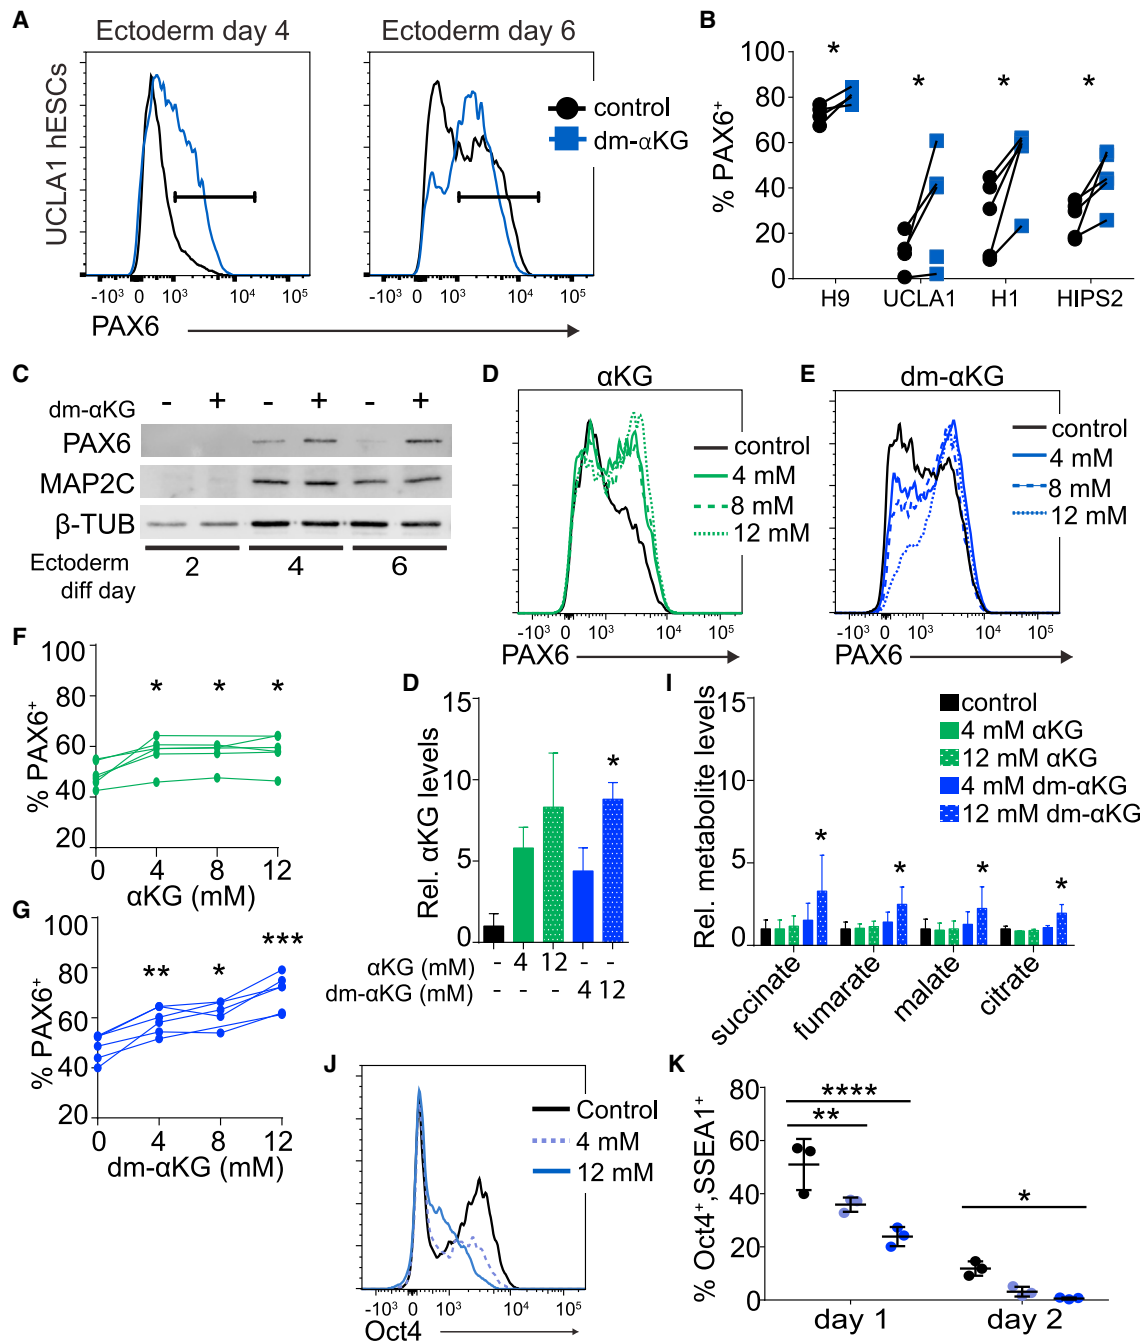 A
Ectoderm day 4
Ectoderm day 6
UCLA1 hESCs
control
dm-αKG
-10³ 0 10³ 10⁴ 10⁵
-10³ 0 10³ 10⁴ 10⁵
PAX6
B
% PAX6⁺
100
80
60
40
20
0
* * * *
H9 UCLA1 H1 HIPS2
C
dm-αKG - + - + - +
PAX6
MAP2C
β-TUB
Ectoderm diff day
2 4 6
D
αKG
control
4 mM
8 mM
12 mM
-10³ 0 10³ 10⁴ 10⁵
PAX6
E
dm-αKG
control
4 mM
8 mM
12 mM
-10³ 0 10³ 10⁴ 10⁵
PAX6
F
% PAX6⁺
100
80
60
40
20
* * *
0 4 8 12
αKG (mM)
G
% PAX6⁺
100
80
60
40
20
** * ***
0 4 8 12
dm-αKG (mM)
D
Rel. αKG levels
15
10
5
0
*
αKG (mM) - 4 12 - -
dm-αKG (mM) - - - 4 12
I
Rel. metabolite levels
15
10
5
0
control
4 mM αKG
12 mM αKG
4 mM dm-αKG
12 mM dm-αKG
* * * *
succinate fumarate malate citrate
J
Control
4 mM
12 mM
-10³ 0 10³ 10⁴ 10⁵
Oct4
K
% Oct4⁺,SSEA1⁺
80
60
40
20
0
****
**
*
day 1 day 2